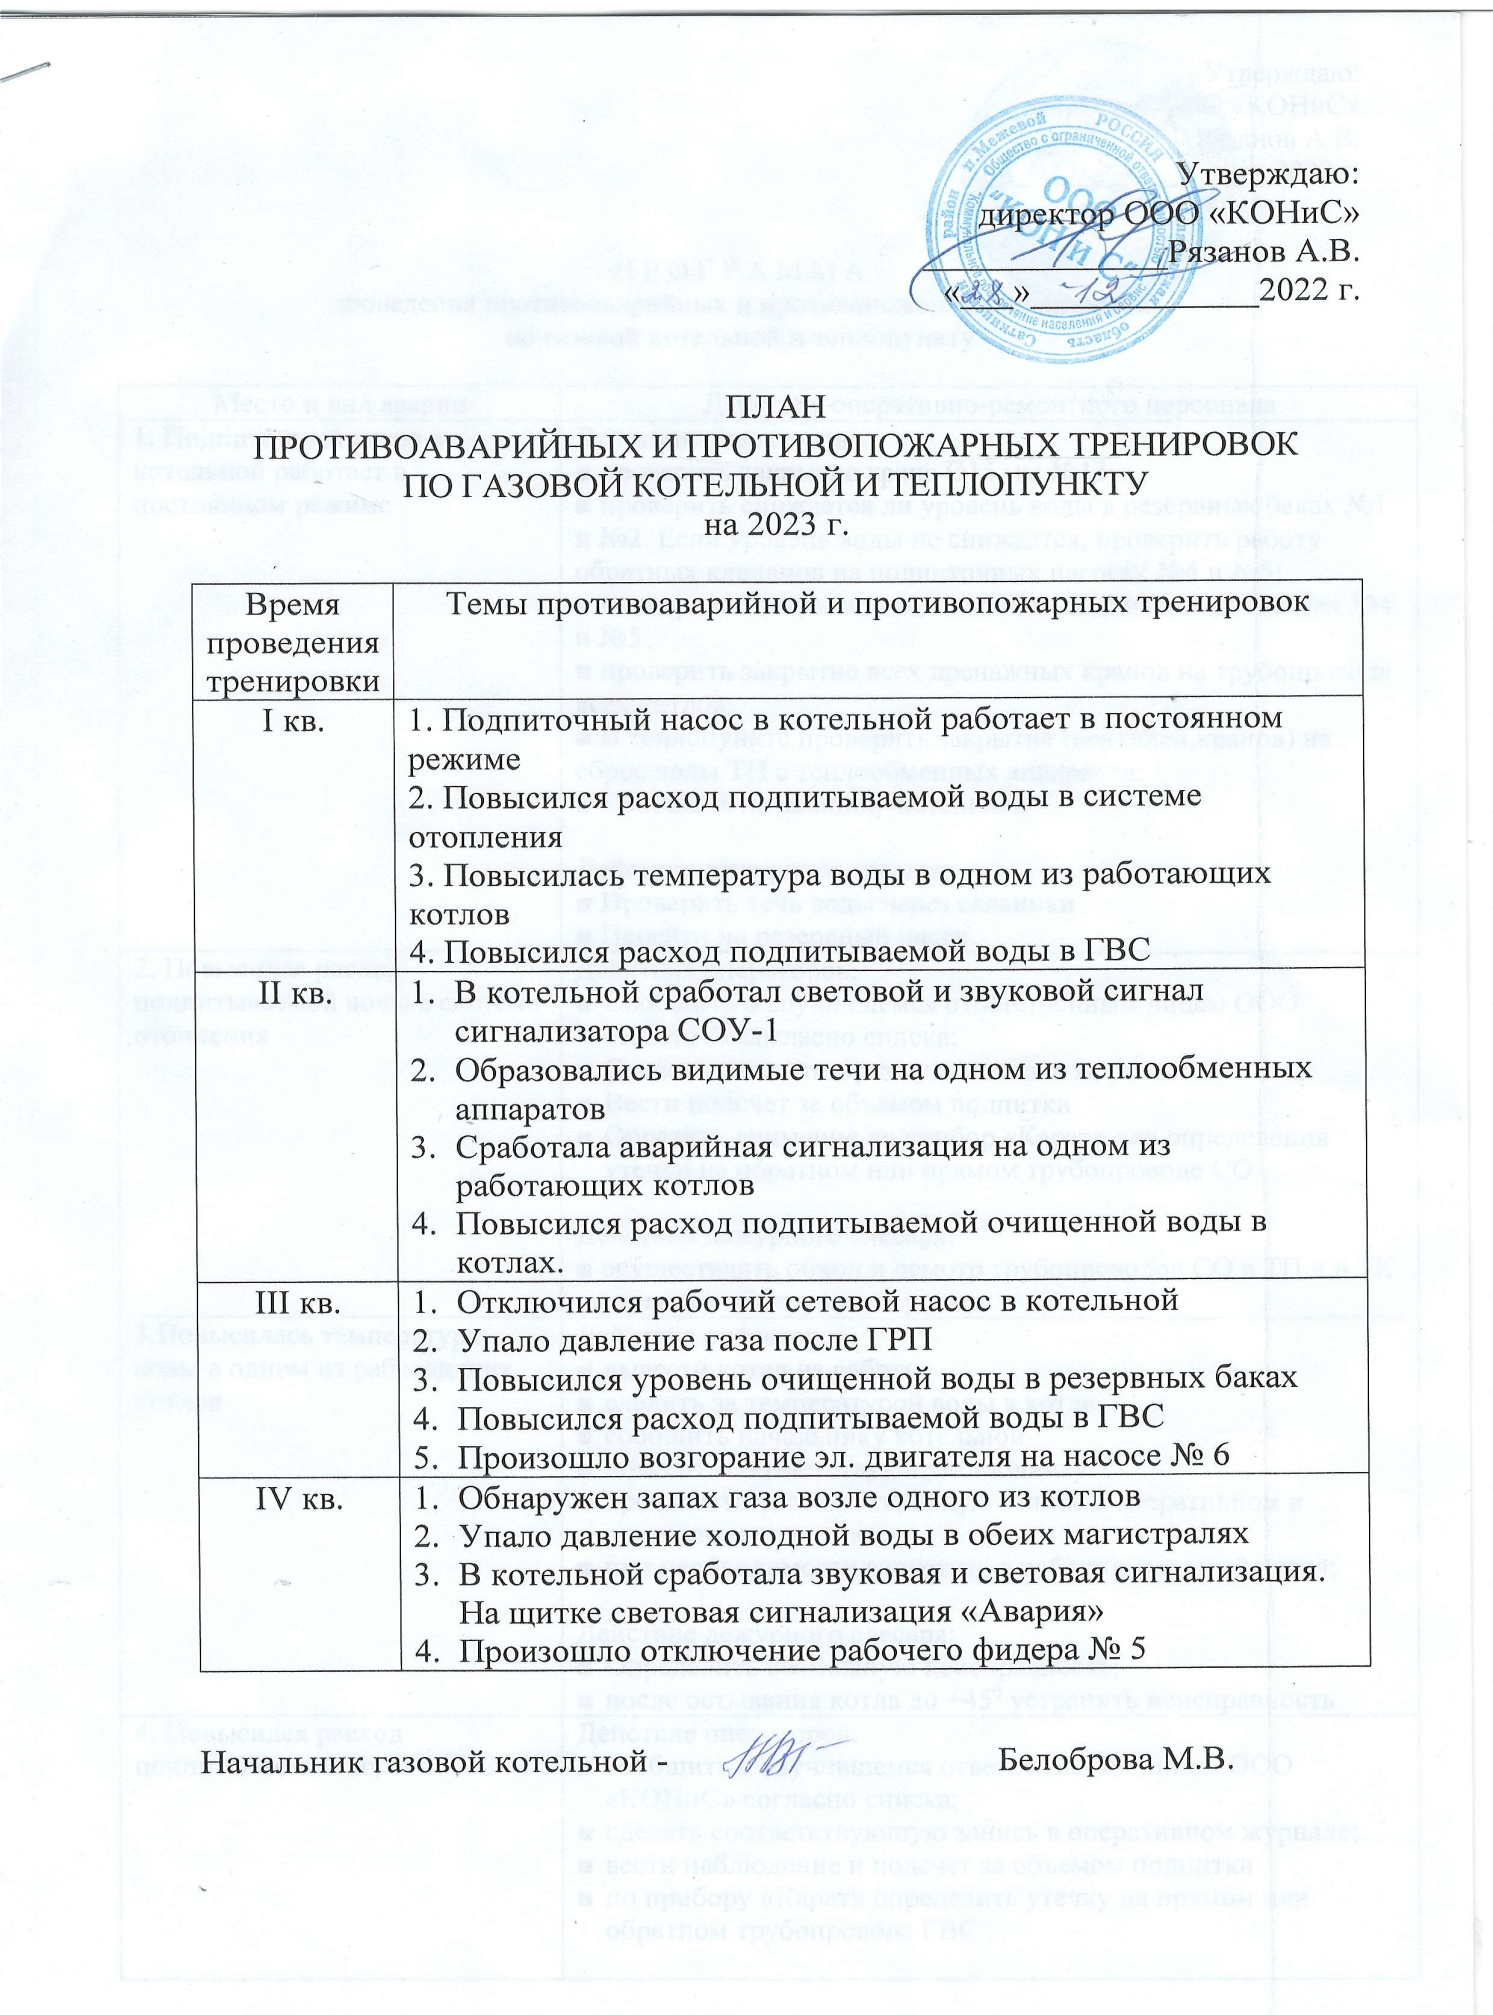 Утверждаю:
директор ООО «КОНиС»
Рязанов А.В.
«28» 12 2022 г.
п.Межевой РОССИЯ
район
область
Общество с ограниченной
ООО
"КОН и С"
ПЛАН
ПРОТИВОАВАРИЙНЫХ И ПРОТИВОПОЖАРНЫХ ТРЕНИРОВОК
ПО ГАЗОВОЙ КОТЕЛЬНОЙ И ТЕПЛОПУНКТУ
на 2023 г.
Время
проведения
тренировки
Темы противоаварийной и противопожарных тренировок
I кв.
1. Подпиточный насос в котельной работает в постоянном
режиме
2. Повысился расход подпитываемой воды в системе
отопления
3. Повысилась температура воды в одном из работающих
котлов
4. Повысился расход подпитываемой воды в ГВС
II кв.
1. В котельной сработал световой и звуковой сигнал
сигнализатора СОУ-1
2. Образовались видимые течи на одном из теплообменных
аппаратов
3. Сработала аварийная сигнализация на одном из
работающих котлов
4. Повысился расход подпитываемой очищенной воды в
котлах.
III кв.
1. Отключился рабочий сетевой насос в котельной
2. Упало давление газа после ГРП
3. Повысился уровень очищенной воды в резервных баках
4. Повысился расход подпитываемой воды в ГВС
5. Произошло возгорание эл. двигателя на насосе № 6
IV кв.
1. Обнаружен запах газа возле одного из котлов
2. Упало давление холодной воды в обеих магистралях
3. В котельной сработала звуковая и световая сигнализация.
На щитке световая сигнализация «Авария»
4. Произошло отключение рабочего фидера № 5
Начальник газовой котельной - Белоброва М.В.